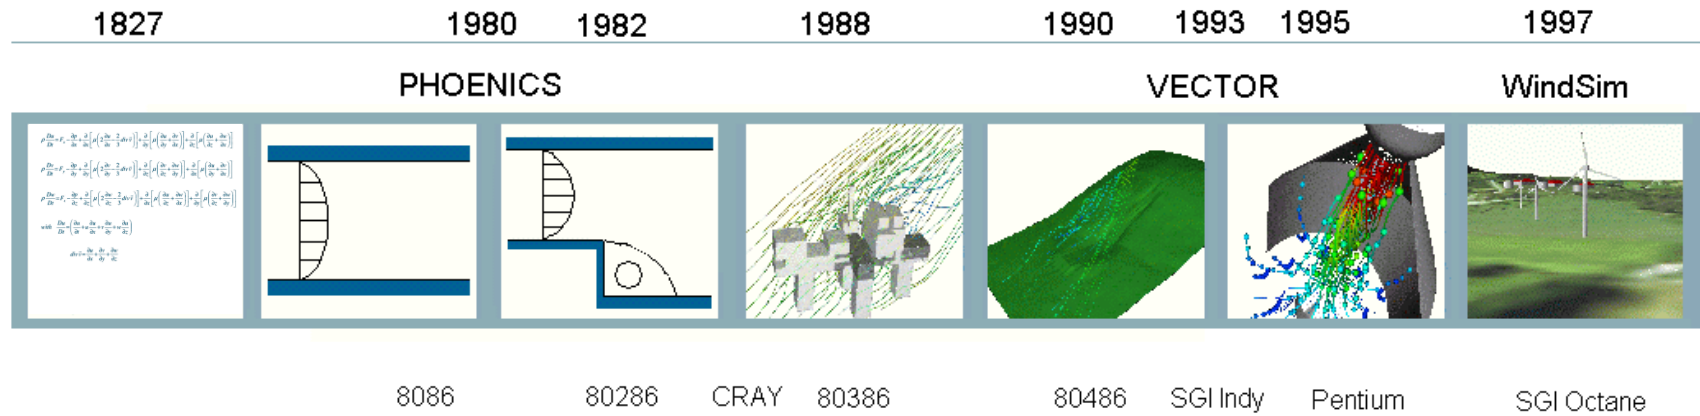 1827 1980 1982 1988 1990 1993 1995 1997
PHOENICS VECTOR WindSim
with
8086 80286 CRAY 80386 80486 SGI Indy Pentium SGI Octane